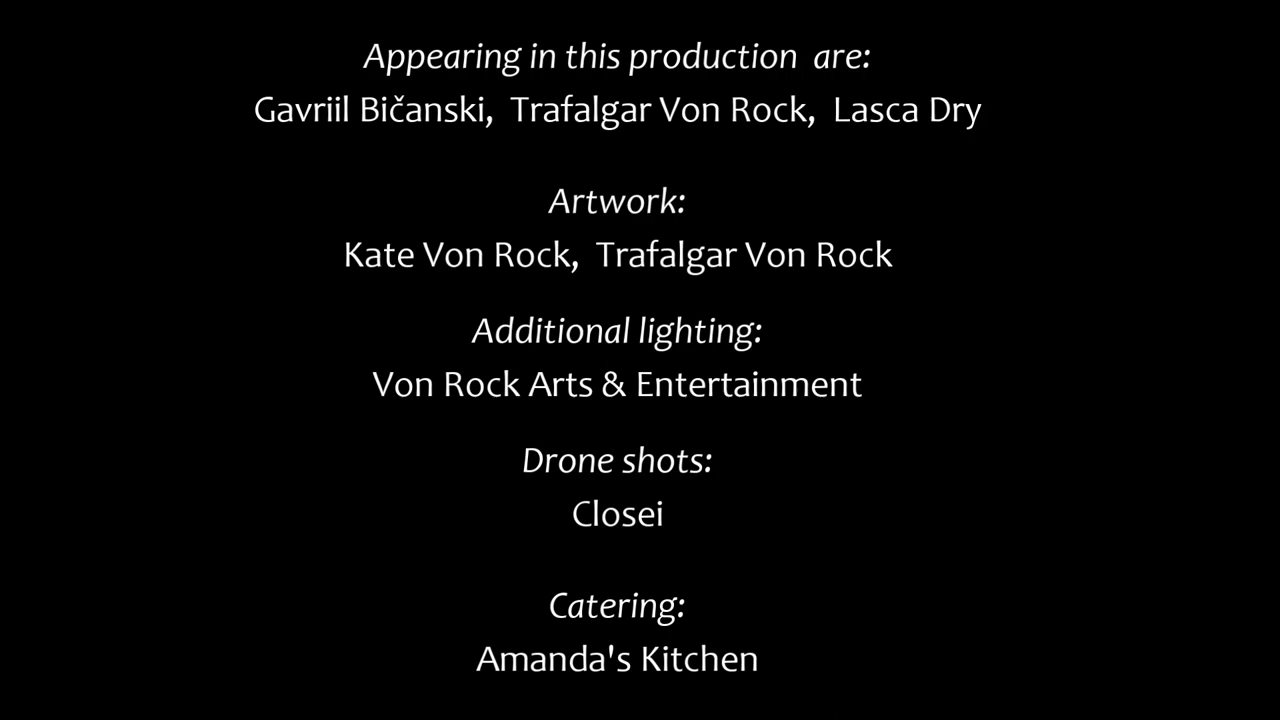 Appearing in this production are:
Gavriil Bičanski, Trafalgar Von Rock, Lasca Dry
Artwork:
Kate Von Rock, Trafalgar Von Rock
Additional lighting:
Von Rock Arts & Entertainment
Drone shots:
Closei
Catering:
Amanda's Kitchen